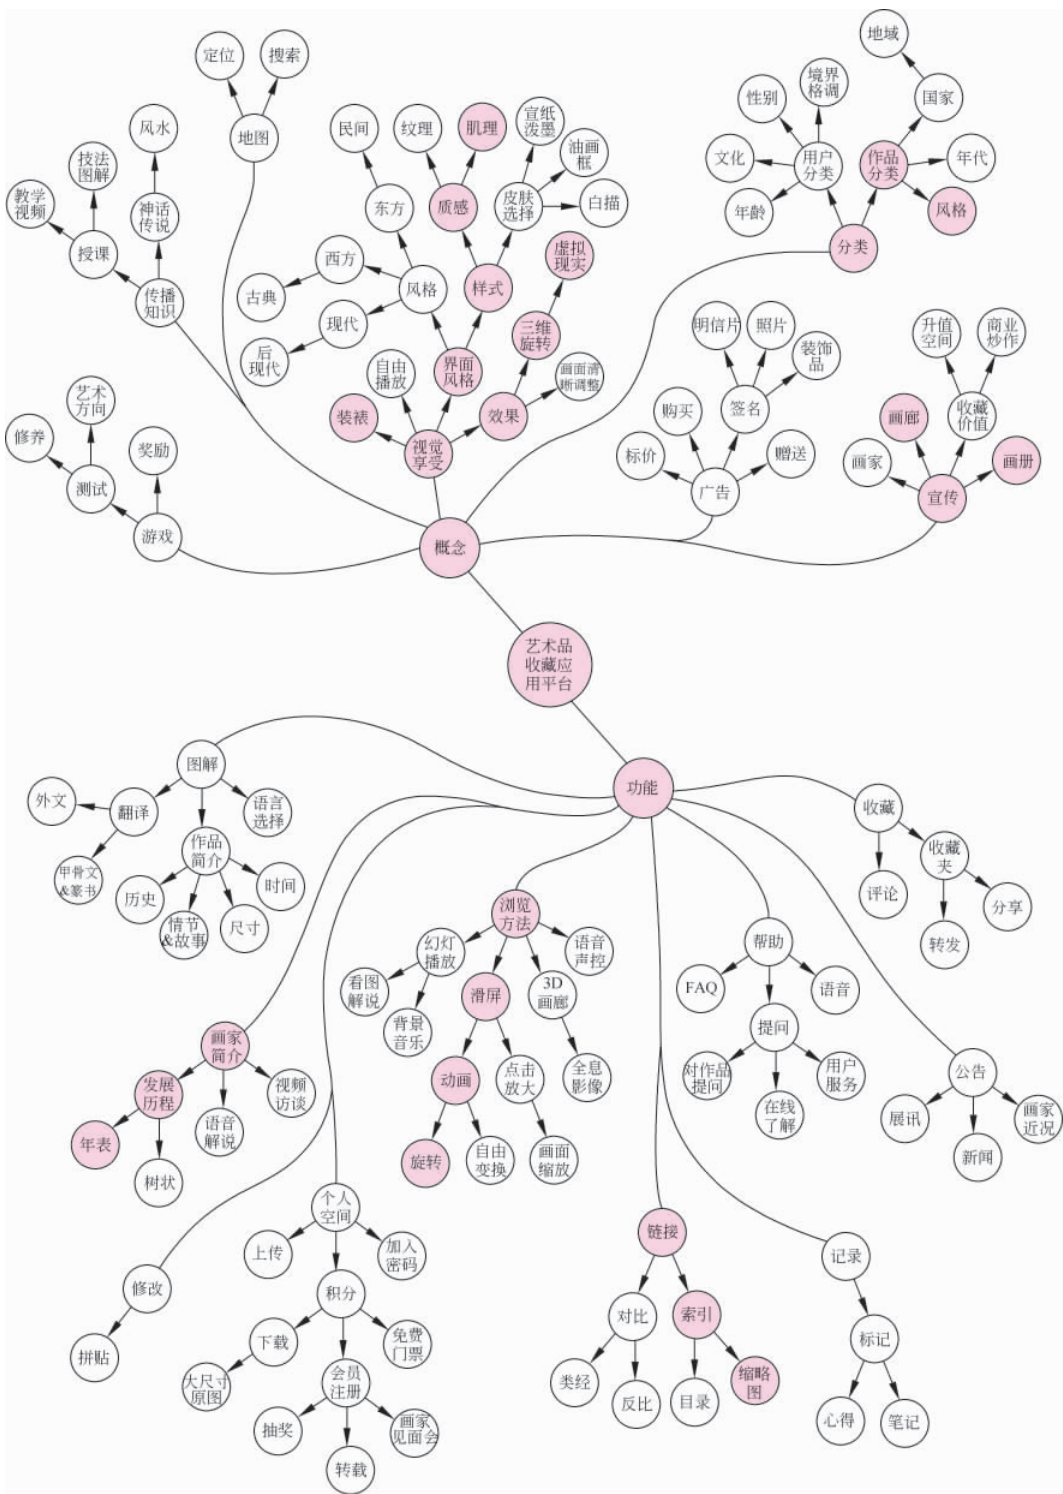 定位
搜索
地图
风水
技法
图解
教学
视频
神话
传说
授课
传播
知识
艺术
方向
修养
奖励
测试
游戏
民间
纹理
肌理
宣纸
泼墨
油画
框
白描
皮肤
选择
东方
质感
西方
古典
风格
样式
虚拟
现实
现代
后
现代
三维
旋转
自由
播放
界面
风格
画面清
晰调整
装裱
效果
视觉
享受
地域
境界
格调
性别
国家
文化
用户
分类
作品
分类
年代
年龄
风格
分类
明信片
照片
装饰
品
购买
签名
标价
赠送
广告
升值
空间
商业
炒作
画廊
收藏
价值
画家
画册
宣传
概念
艺术品
收藏应
用平台
功能
图解
外文
翻译
语言
选择
作品
简介
甲骨文
&篆书
历史
时间
情节
&故事
尺寸
收藏
收藏
夹
评论
分享
转发
浏览
方法
幻灯
播放
语音
声控
看图
解说
滑屏
3D
画廊
背景
音乐
动画
点击
放大
全息
影像
旋转
自由
变换
画面
缩放
帮助
FAQ
语音
提问
对作品
提问
用户
服务
在线
了解
公告
展讯
画家
近况
新闻
画家
简介
发展
历程
视频
访谈
语音
解说
年表
树状
个人
空间
上传
加入
密码
修改
积分
拼贴
下载
免费
门票
大尺寸
原图
会员
注册
抽奖
画家
见面会
转载
链接
对比
索引
类经
反比
目录
缩略
图
记录
标记
心得
笔记